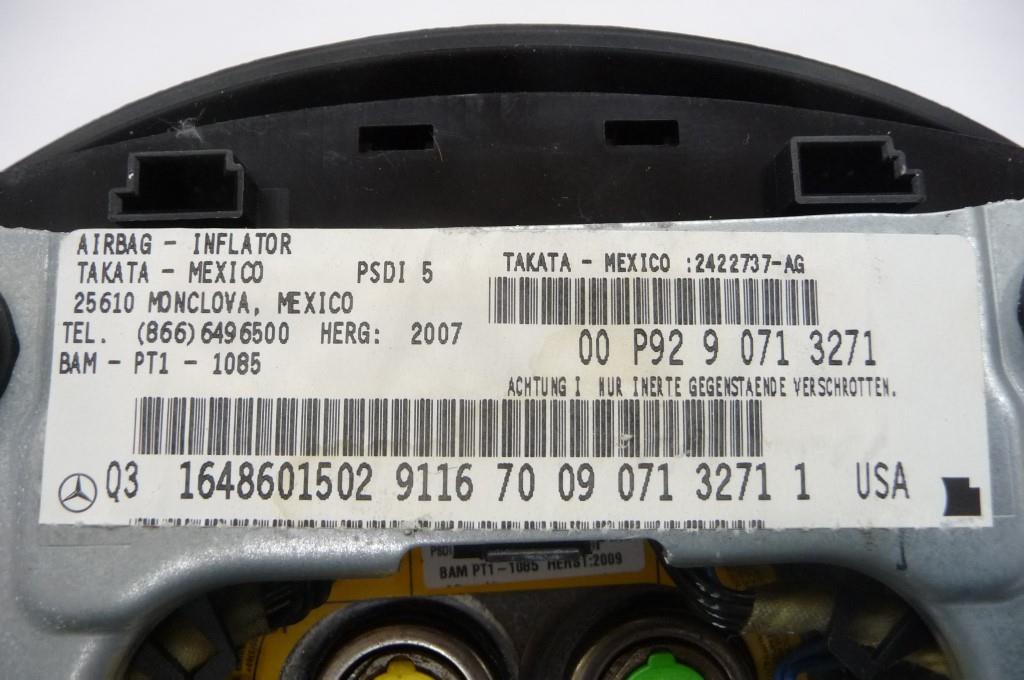 AIRBAG - INFLATOR
TAKATA - MEXICO PSDI 5
25610 MONCLOVA, MEXICO
TEL. (866)6496500 HERG: 2007
BAM - PT1 - 1085
TAKATA - MEXICO :2422737-AG
00 P92 9 071 3271
ACHTUNG I NUR INERTE GEGENSTAENDE VERSCHROTTEN.
Q3 1648601502 9116 70 09 071 3271 1 USA
PSDI
BAM PT1-1085 HERST:2009